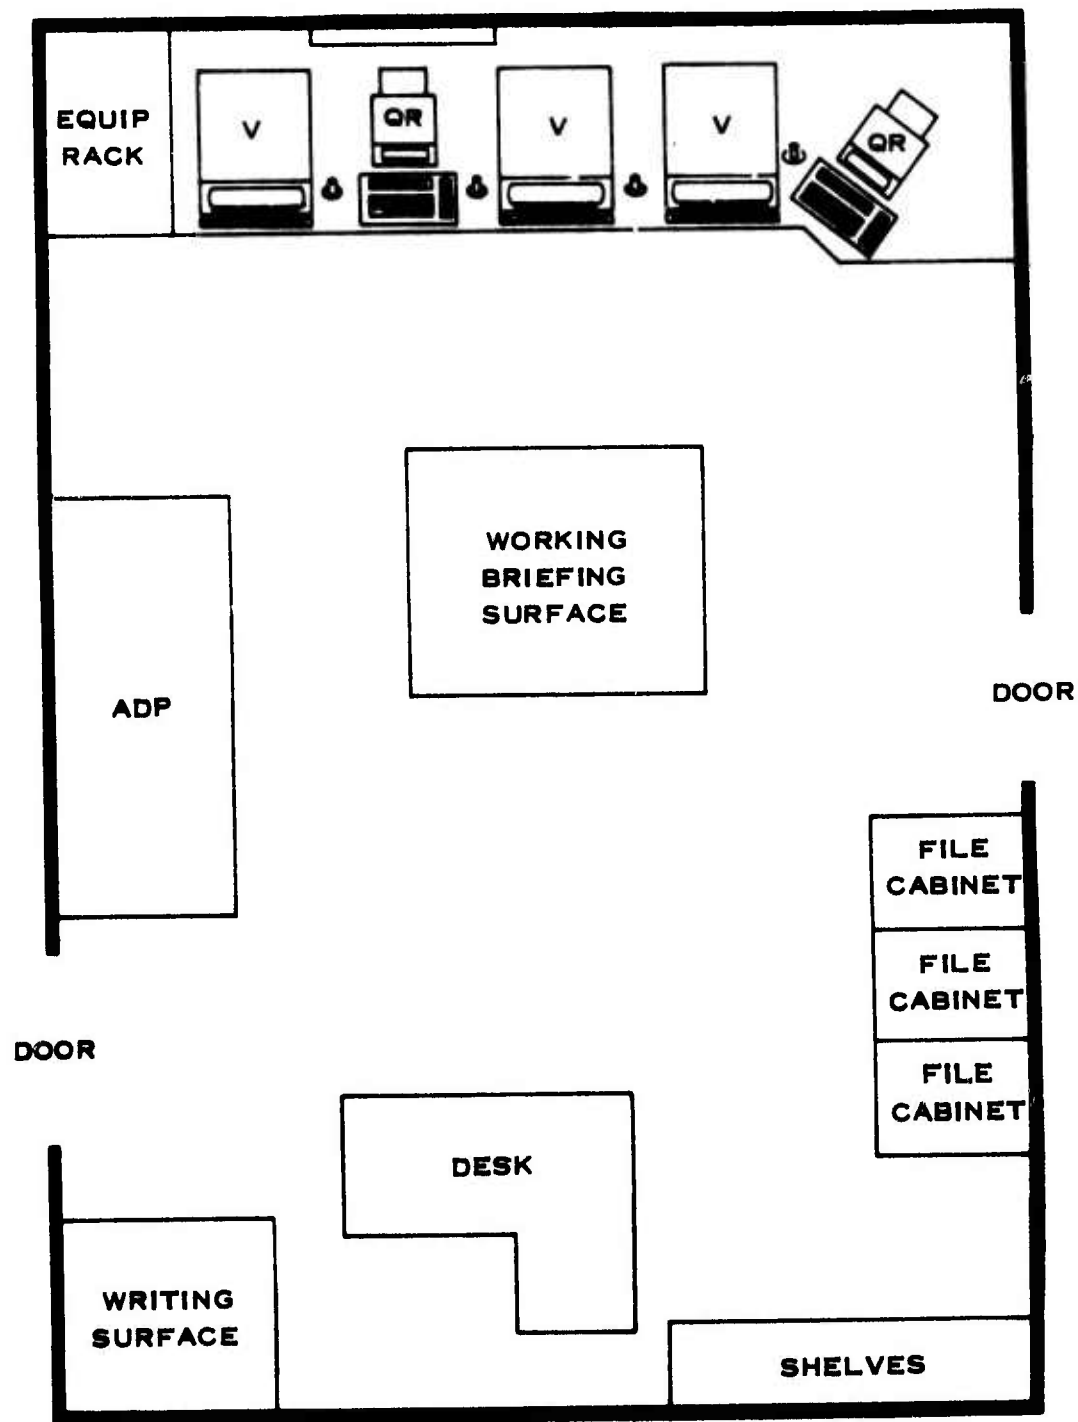 EQUIP
RACK
V
QR
V
V
QR
WORKING
BRIEFING
SURFACE
ADP
DOOR
FILE
CABINET
FILE
CABINET
FILE
CABINET
DOOR
DESK
WRITING
SURFACE
SHELVES